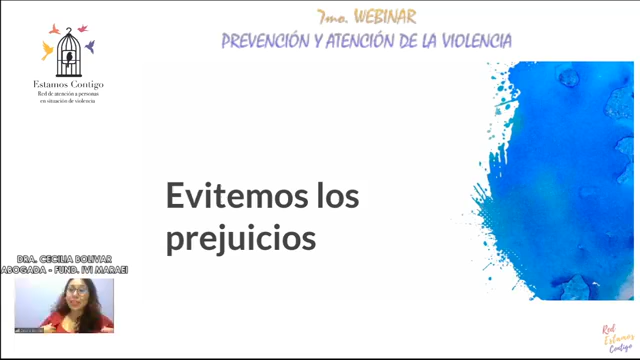 7mo. WEBINAR
PREVENCIÓN Y ATENCIÓN DE LA VIOLENCIA
Estamos Contigo
Red de atención a personas
en situación de violencia
Evitemos los
prejuicios
DRA. CECILIA BOLIVAR
ABOGADA - FUND. IVI MARAEI
Red
Estamos
Contigo